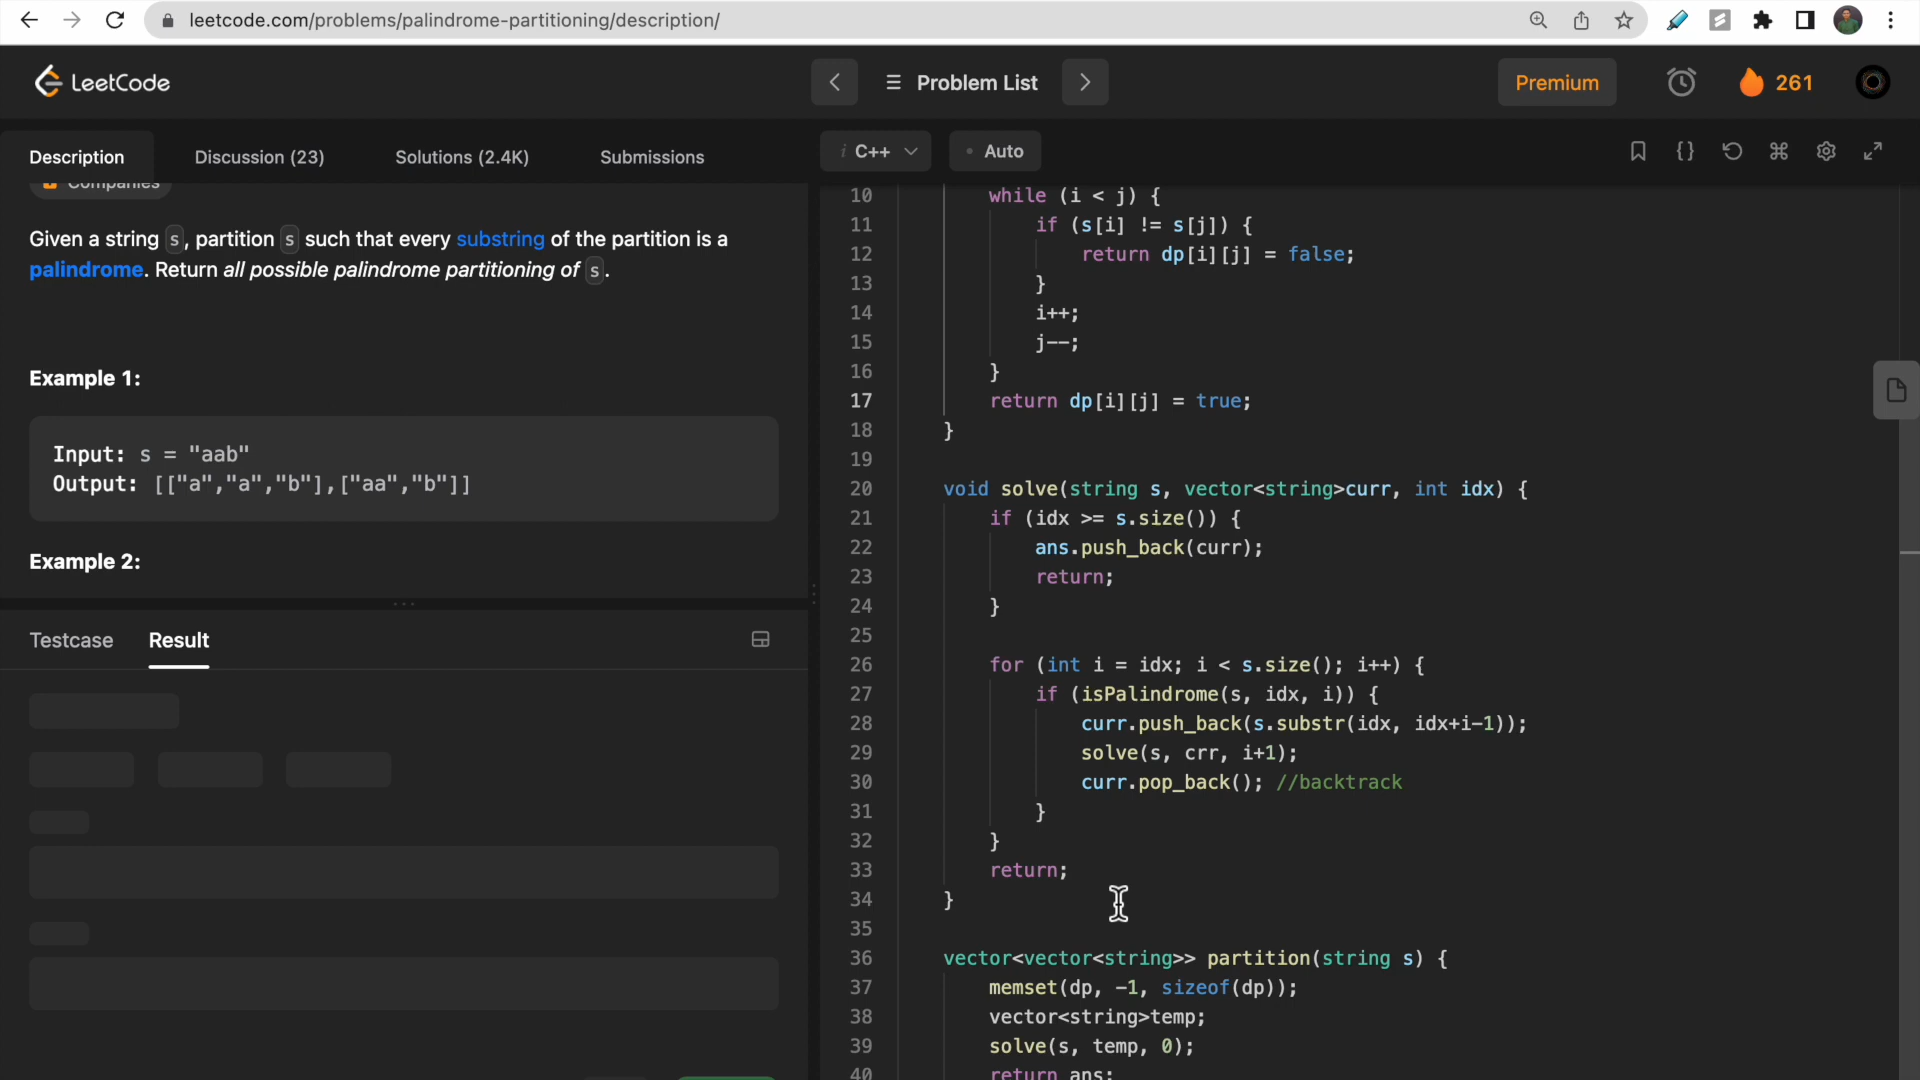 leetcode.com/problems/palindrome-partitioning/description/
LeetCode
Problem List
Premium
261
Description
Discussion (23)
Solutions (2.4K)
Submissions
i C++
Auto
Companies
Given a string s, partition s such that every substring of the partition is a
palindrome. Return all possible palindrome partitioning of s.
Example 1:
Input: s = "aab"
Output: [["a","a","b"],["aa","b"]]
Example 2:
Testcase
Result
10 while (i < j) {
11 if (s[i] != s[j]) {
12 return dp[i][j] = false;
13 }
14 i++;
15 j--;
16 }
17 return dp[i][j] = true;
18 }
19
20 void solve(string s, vector<string>curr, int idx) {
21 if (idx >= s.size()) {
22 ans.push_back(curr);
23 return;
24 }
25
26 for (int i = idx; i < s.size(); i++) {
27 if (isPalindrome(s, idx, i)) {
28 curr.push_back(s.substr(idx, idx+i-1));
29 solve(s, crr, i+1);
30 curr.pop_back(); //backtrack
31 }
32 }
33 return;
34 }
35
36 vector<vector<string>> partition(string s) {
37 memset(dp, -1, sizeof(dp));
38 vector<string>temp;
39 solve(s, temp, 0);
40 return ans;